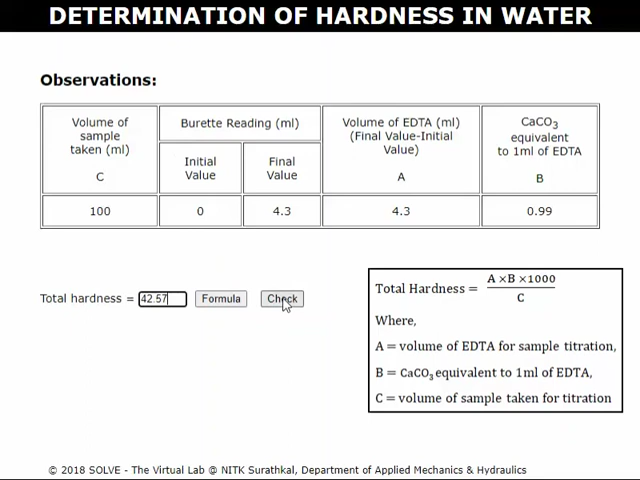 DETERMINATION OF HARDNESS IN WATER
Observations:
Volume of
sample
taken (ml)
C
Burette Reading (ml)
Initial
Value
Final
Value
Volume of EDTA (ml)
(Final Value-Initial
Value)
A
CaCO₃
equivalent
to 1ml of EDTA
B
100
0
4.3
4.3
0.99
Total hardness = 42.57 Formula Check
Total Hardness = A ×B ×1000 / C
Where,
A = volume of EDTA for sample titration,
B = CaCO₃ equivalent to 1ml of EDTA,
C = volume of sample taken for titration
© 2018 SOLVE - The Virtual Lab @ NITK Surathkal, Department of Applied Mechanics & Hydraulics